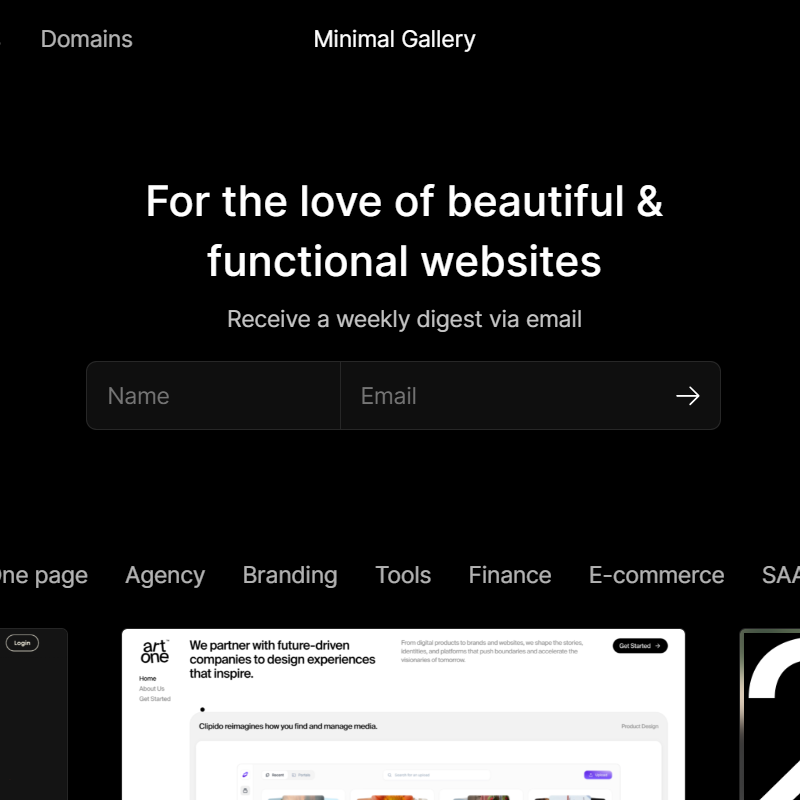 Domains
Minimal Gallery
For the love of beautiful &
functional websites
Receive a weekly digest via email
Name
Email
One page
Agency
Branding
Tools
Finance
E-commerce
SAA
Login
art
one
We partner with future-driven
companies to design experiences
that inspire.
From digital products to brands and websites, we shape the stories,
identities, and platforms that push boundaries and accelerate the
visionaries of tomorrow.
Get Started
Home
About Us
Get Started
Clipido reimagines how you find and manage media.
Product Design
2